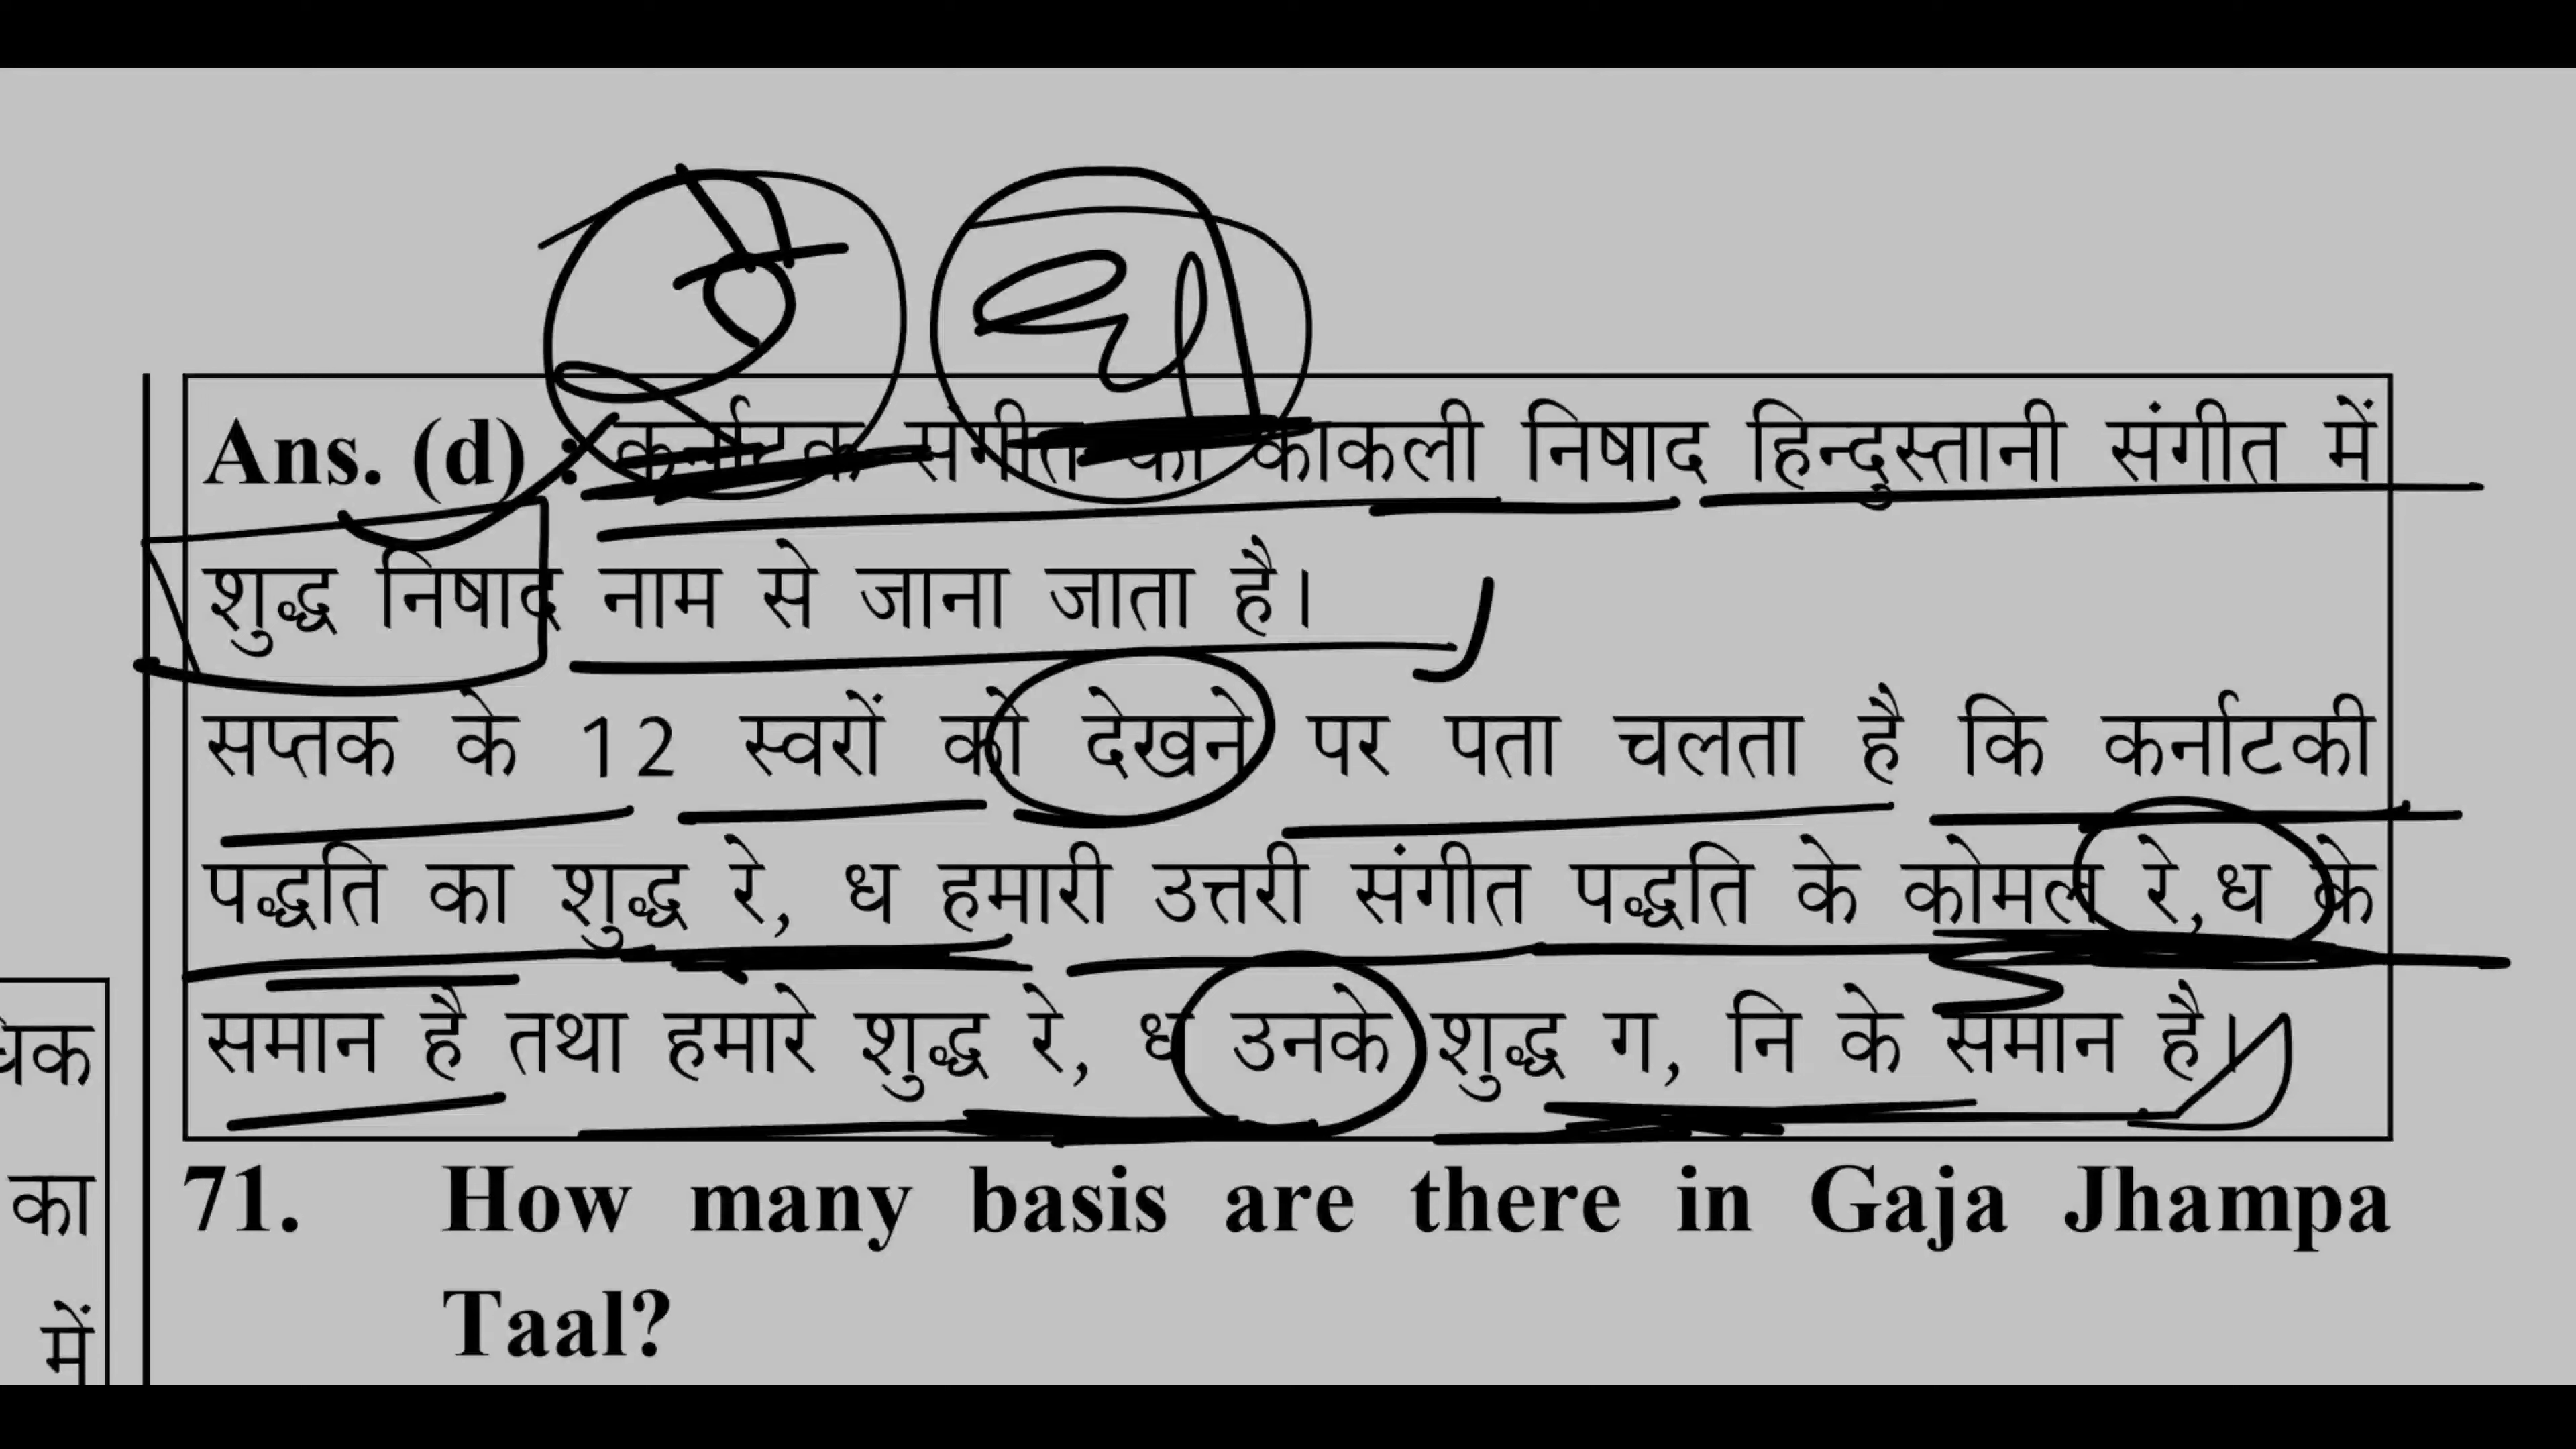 रे ध
Ans. (d) : कर्नाटक संगीत का काकली निषाद हिन्दुस्तानी संगीत में
शुद्ध निषाद नाम से जाना जाता है।
सप्तक के 12 स्वरों को देखने पर पता चलता है कि कर्नाटकी
पद्धति का शुद्ध रे, ध हमारी उत्तरी संगीत पद्धति के कोमल रे,ध के
समान है तथा हमारे शुद्ध रे, ध उनके शुद्ध ग, नि के समान है।
का
में
71. How many basis are there in Gaja Jhampa
Taal?